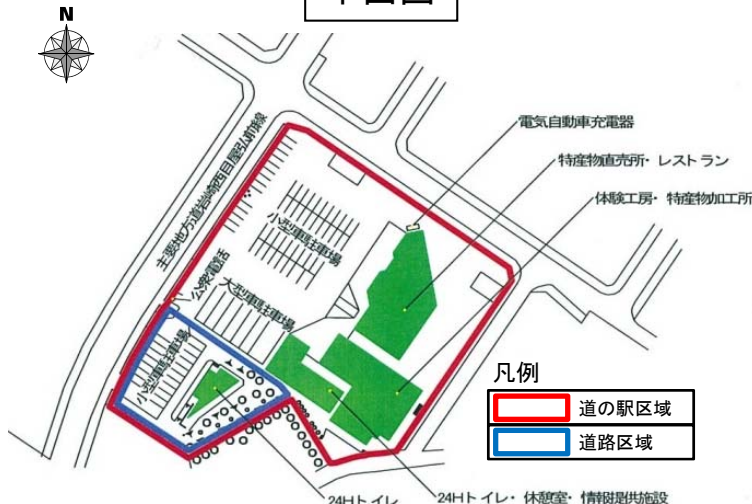 N
電気自動車充電器
特産物直売所・レストラン
体験工房・特産物加工所
主要地方道岩崎西目屋弘前線
小型車駐車場
公衆電話
大型車駐車場
小型車駐車場
凡例
道の駅区域
道路区域
24Hトイレ
24Hトイレ・休憩室・情報提供施設